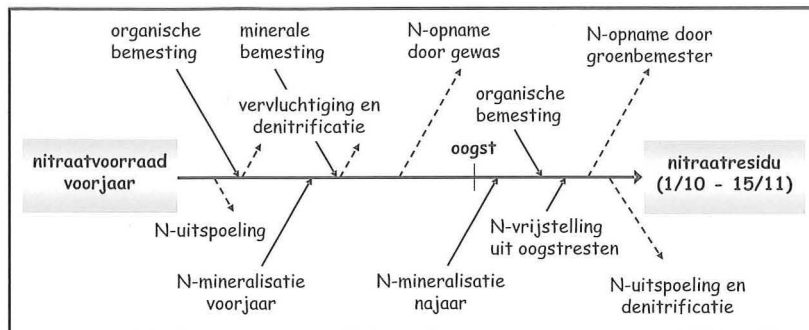 organische
bemesting
minerale
bemesting
N-opname
door gewas
N-opname door
groenbemester
vervluchtiging en
denitrificatie
organische
bemesting
nitraatvoorraad
voorjaar
oogst
nitraatresidu
(1/10 - 15/11)
N-uitspoeling
N-vrijstelling
uit oogstresten
N-mineralisatie
voorjaar
N-mineralisatie
najaar
N-uitspoeling en
denitrificatie